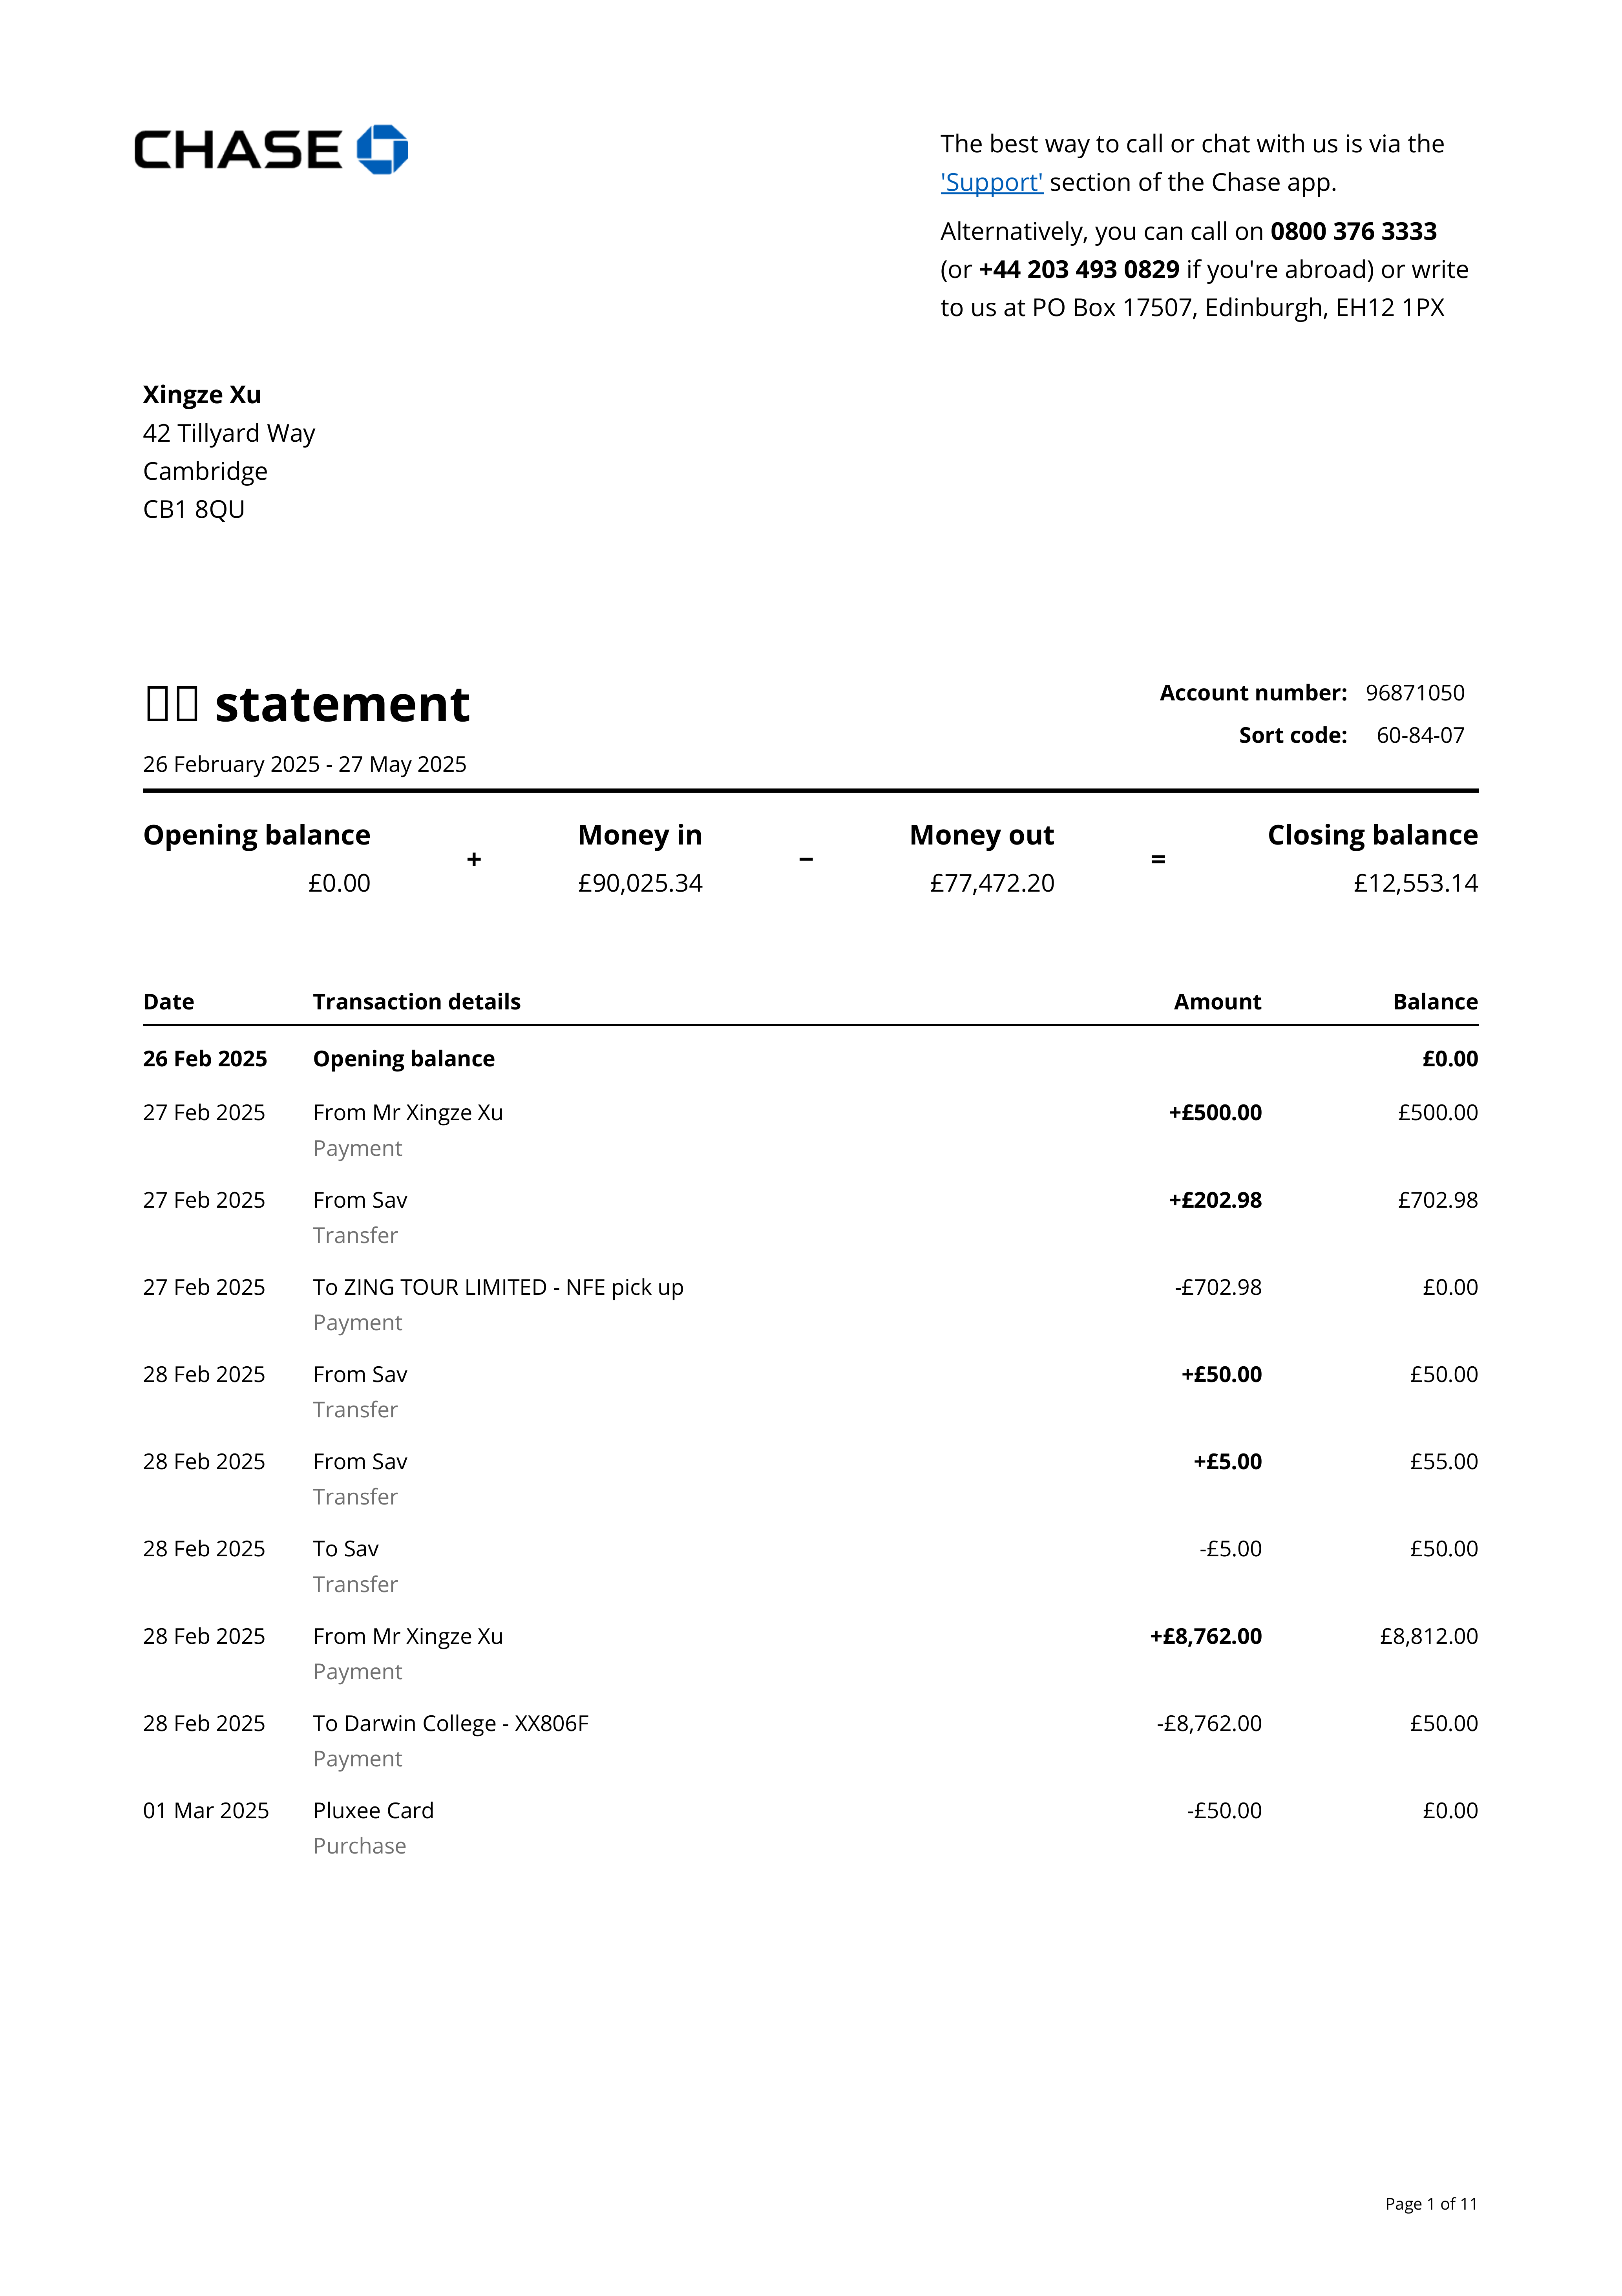 CHASE
The best way to call or chat with us is via the
'Support' section of the Chase app.
Alternatively, you can call on 0800 376 3333
(or +44 203 493 0829 if you're abroad) or write
to us at PO Box 17507, Edinburgh, EH12 1PX
Xingze Xu
42 Tillyard Way
Cambridge
CB1 8QU
statement
Account number: 96871050
Sort code: 60-84-07
26 February 2025 - 27 May 2025
Opening balance + Money in − Money out = Closing balance
£0.00 £90,025.34 £77,472.20 £12,553.14
Date Transaction details Amount Balance
26 Feb 2025 Opening balance £0.00
27 Feb 2025 From Mr Xingze Xu +£500.00 £500.00
Payment
27 Feb 2025 From Sav +£202.98 £702.98
Transfer
27 Feb 2025 To ZING TOUR LIMITED - NFE pick up -£702.98 £0.00
Payment
28 Feb 2025 From Sav +£50.00 £50.00
Transfer
28 Feb 2025 From Sav +£5.00 £55.00
Transfer
28 Feb 2025 To Sav -£5.00 £50.00
Transfer
28 Feb 2025 From Mr Xingze Xu +£8,762.00 £8,812.00
Payment
28 Feb 2025 To Darwin College - XX806F -£8,762.00 £50.00
Payment
01 Mar 2025 Pluxee Card -£50.00 £0.00
Purchase
Page 1 of 11